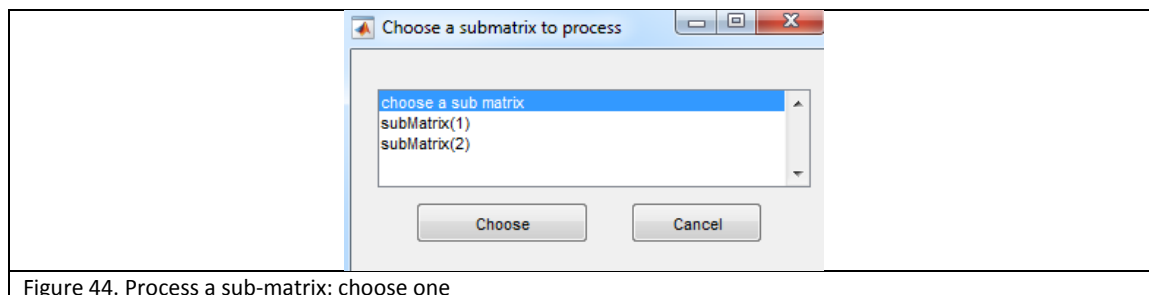 Choose a submatrix to process
choose a sub matrix
subMatrix(1)
subMatrix(2)
Choose Cancel
Figure 44. Process a sub-matrix: choose one